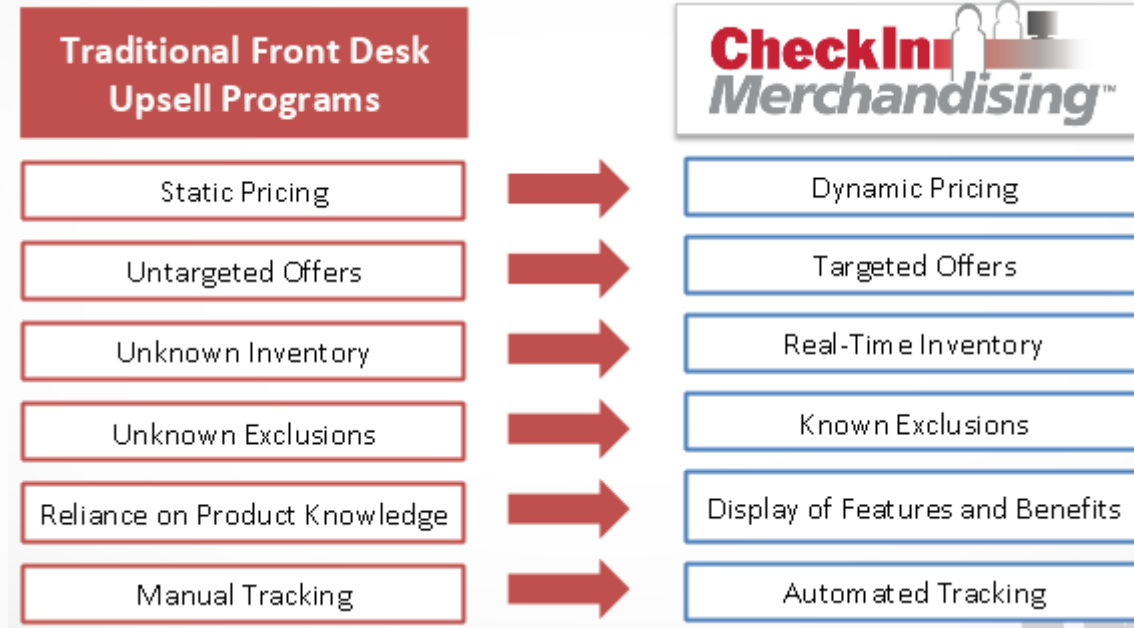 Traditional Front Desk
Upsell Programs
CheckInn
Merchandising™
Static Pricing
Dynamic Pricing
Untargeted Offers
Targeted Offers
Unknown Inventory
Real-Time Inventory
Unknown Exclusions
Known Exclusions
Reliance on Product Knowledge
Display of Features and Benefits
Manual Tracking
Automated Tracking